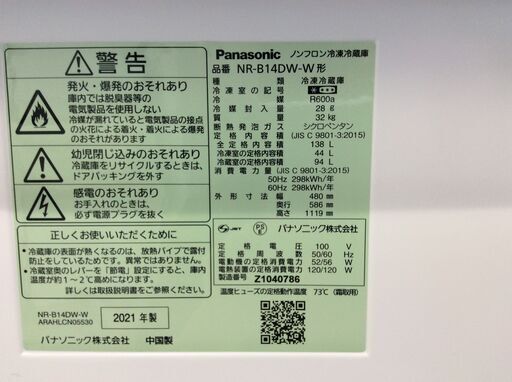 警告
発火・爆発のおそれあり
庫内では脱臭器等の
電気製品を使用しない
冷媒が漏れていると電気製品の接点
の火花による着火・着火による爆発
のおそれあり
幼児閉じ込みのおそれあり
冷蔵庫をリサイクルするときは、
ドアパッキングを外す
感電のおそれあり
お手入れのときは、
必ず電源プラグを抜く
正しくお使いいただくために
・冷蔵庫の表面が熱くなるのは、放熱パイプで露付
防止をしているためです。故障ではありません。
・冷蔵室奥のレバーを「節電」設定にすると、庫内
温度が1～2℃高めになります。
詳しくは取扱説明書をご覧ください。
NR-B14DW-W
ARAHLCN05530
2021年製
パナソニック株式会社 中国製
Panasonic ノンフロン冷凍冷蔵庫
品番 NR-B14DW-W形
種類 冷凍冷蔵庫
冷凍室の記号
冷媒 R600a
冷媒封入量 28 g
質量 32 kg
断熱発泡ガス シクロペンタン
定格内容積 (JIS C 9801-3:2015)
全定格内容積 138 L
冷凍室の定格内容積 44 L
冷蔵室の定格内容積 94 L
消費電力量 (JIS C 9801-3:2015)
50Hz 298kWh/年
60Hz 298kWh/年
外形寸法 幅 480 mm
奥行 586 mm
高さ 1119 mm
JET PS E パナソニック株式会社
定格電圧 100 V
定格周波数 50/60 Hz
電動機の定格消費電力 52/56 W
電熱装置の定格消費電力 120/120 W
製造番号 Z1040786
温度ヒューズの定格動作温度 73℃ (霜取用)